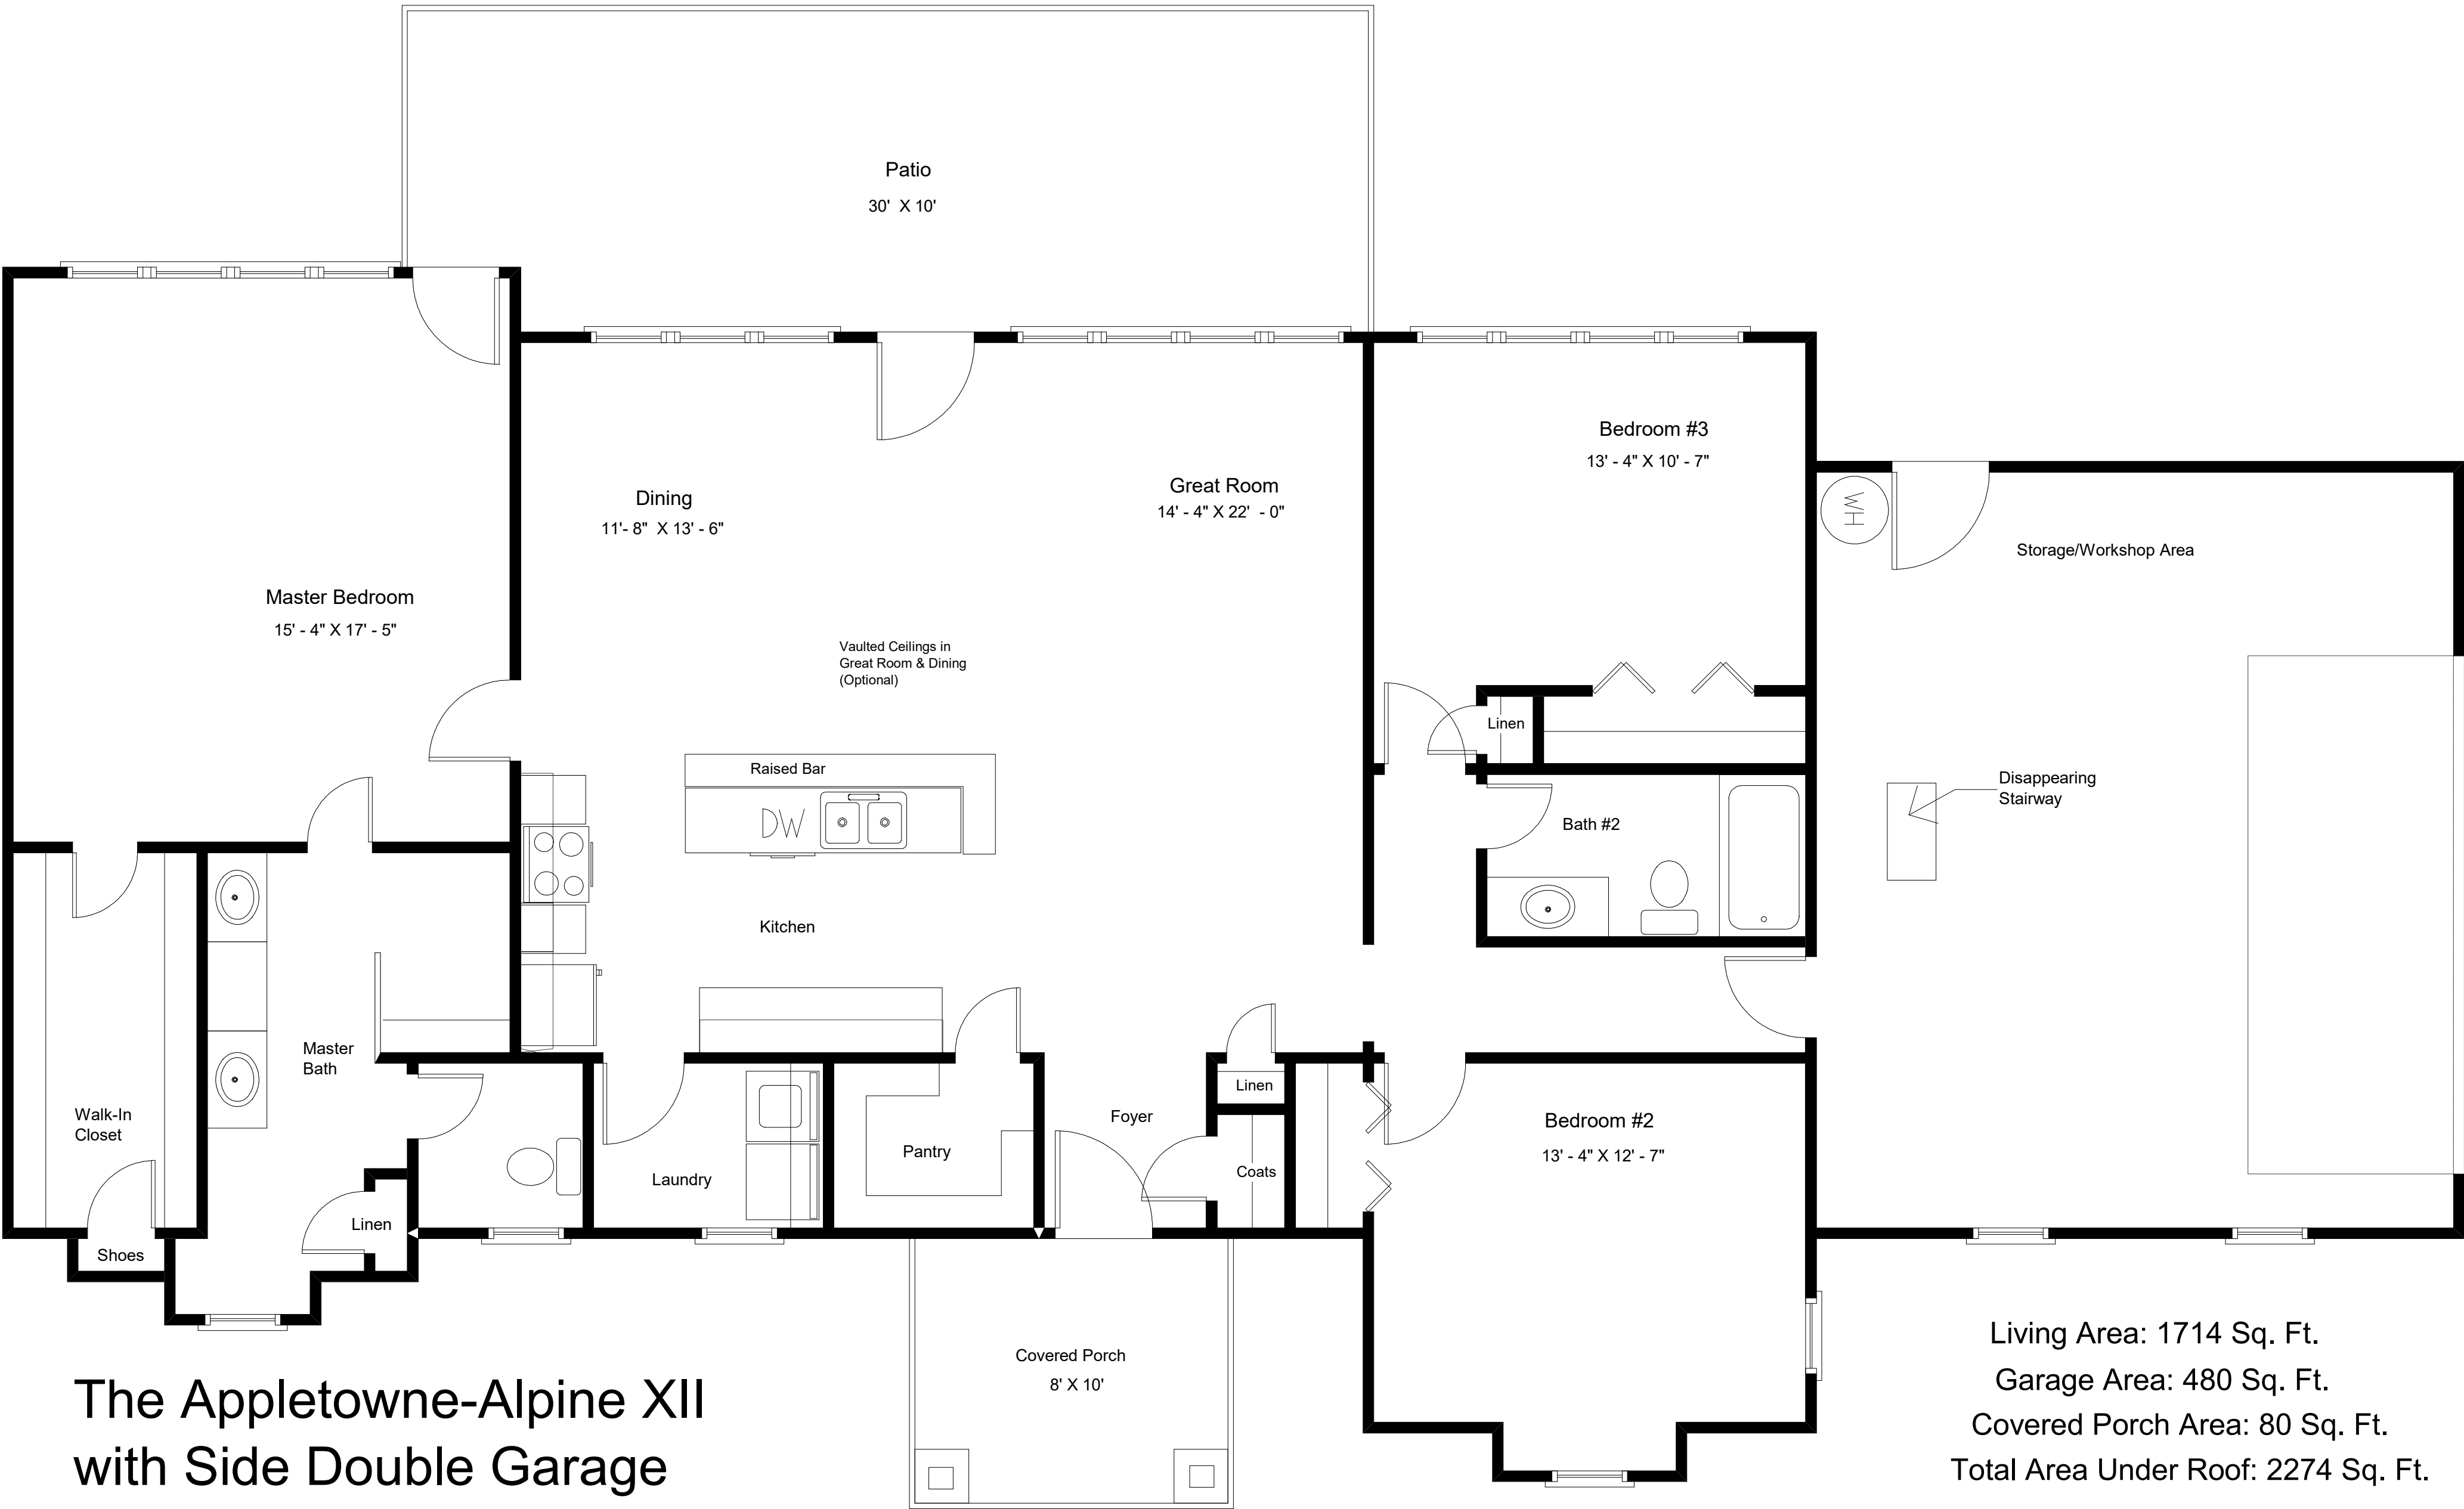 Patio
30' X 10'
Bedroom #3
13' - 4" X 10' - 7"
Great Room
14' - 4" X 22' - 0"
Dining
11'- 8" X 13' - 6"
WH
Storage/Workshop Area
Master Bedroom
15' - 4" X 17' - 5"
Vaulted Ceilings in
Great Room & Dining
(Optional)
Linen
Raised Bar
DW
Disappearing
Stairway
Bath #2
Kitchen
Master
Bath
Walk-In
Closet
Linen
Foyer
Bedroom #2
13' - 4" X 12' - 7"
Pantry
Laundry
Coats
Linen
Shoes
Covered Porch
8' X 10'
The Appletowne-Alpine XII
with Side Double Garage
Living Area: 1714 Sq. Ft.
Garage Area: 480 Sq. Ft.
Covered Porch Area: 80 Sq. Ft.
Total Area Under Roof: 2274 Sq. Ft.